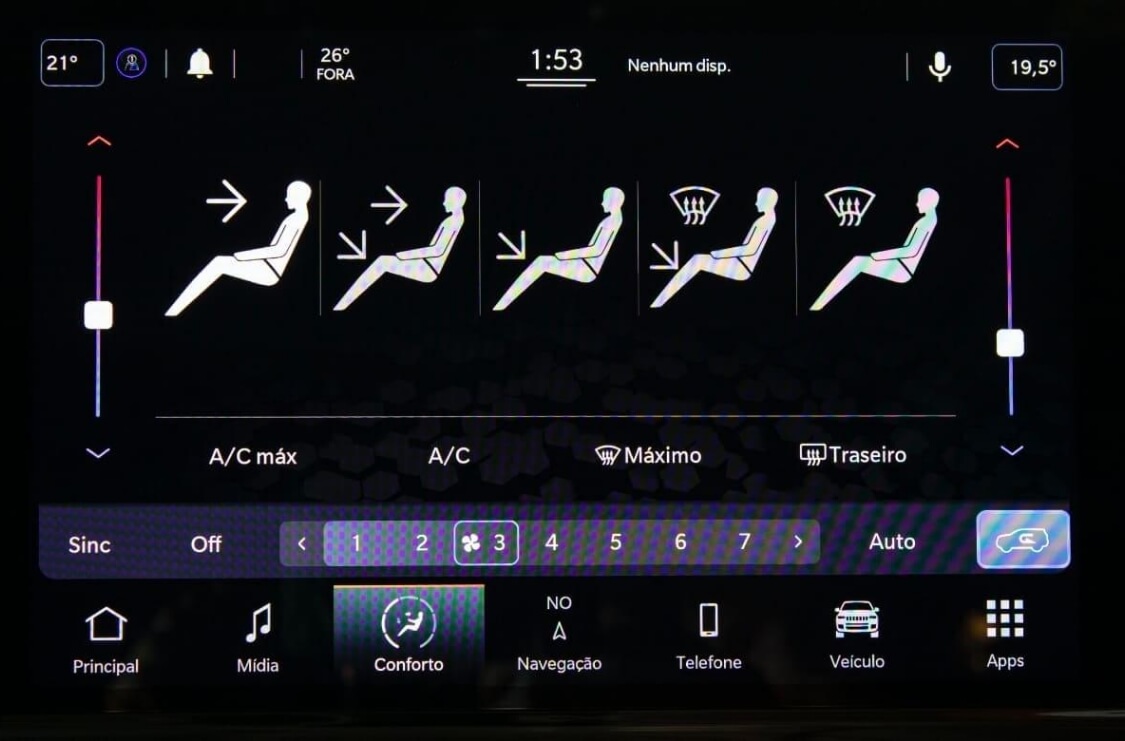 21°
26°
FORA
1:53
Nenhum disp.
19,5°
A/C máx
A/C
Máximo
Traseiro
Sinc
Off
< 1 2 3 4 5 6 7 >
Auto
NO
Principal
Mídia
Conforto
Navegação
Telefone
Veículo
Apps